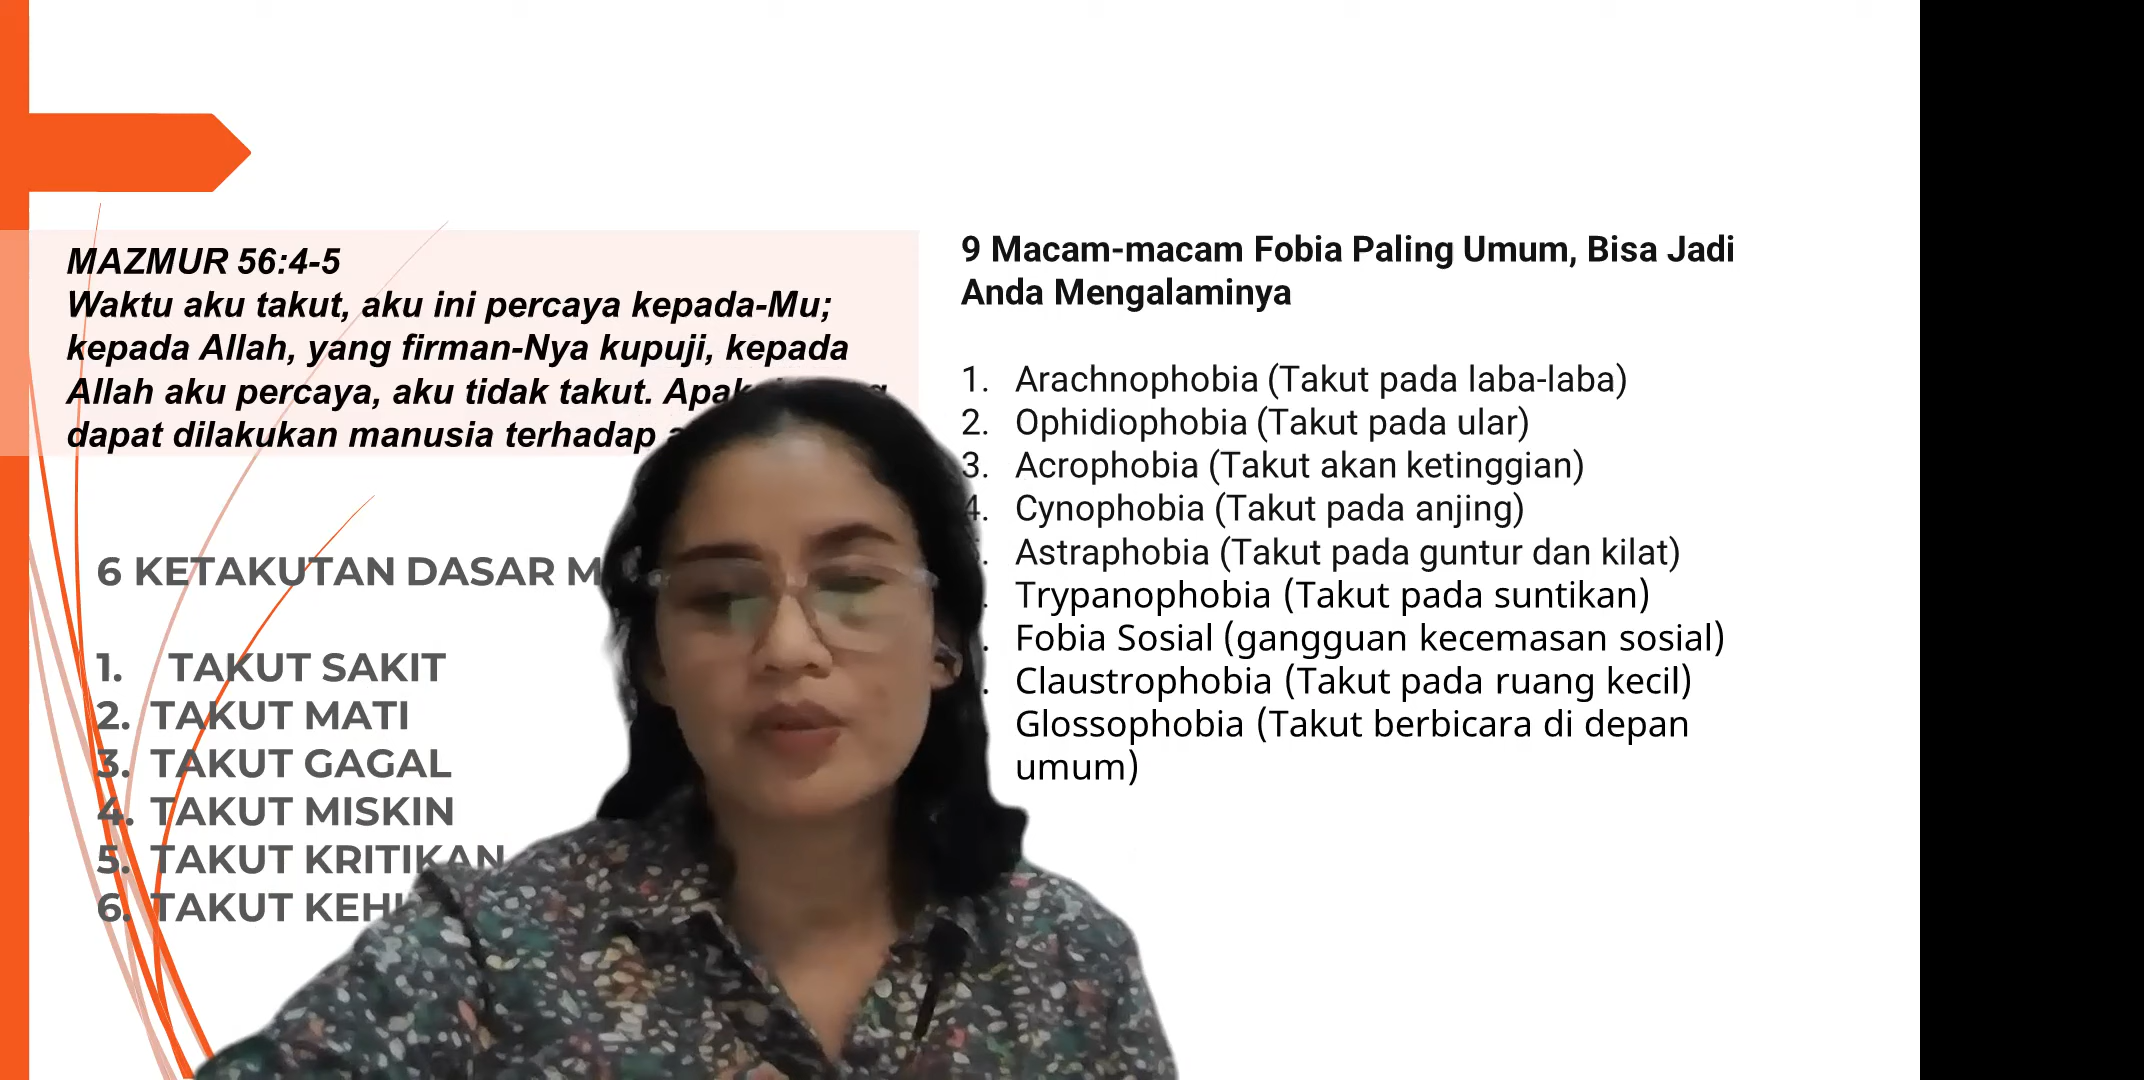 MAZMUR 56:4-5
Waktu aku takut, aku ini percaya kepada-Mu;
kepada Allah, yang firman-Nya kupuji, kepada
Allah aku percaya, aku tidak takut.
dapat dilakukan manusia terhadap
6 KETAKUTAN DASAR
1. TAKUT SAKIT
2. TAKUT MATI
3. TAKUT GAGAL
4. TAKUT MISKIN
5. TAKUT KRITIKAN
6. TAKUT
9 Macam-macam Fobia Paling Umum, Bisa Jadi
Anda Mengalaminya
1. Arachnophobia (Takut pada laba-laba)
2. Ophidiophobia (Takut pada ular)
3. Acrophobia (Takut akan ketinggian)
4. Cynophobia (Takut pada anjing)
Astraphobia (Takut pada guntur dan kilat)
Trypanophobia (Takut pada suntikan)
Fobia Sosial (gangguan kecemasan sosial)
Claustrophobia (Takut pada ruang kecil)
Glossophobia (Takut berbicara di depan
umum)